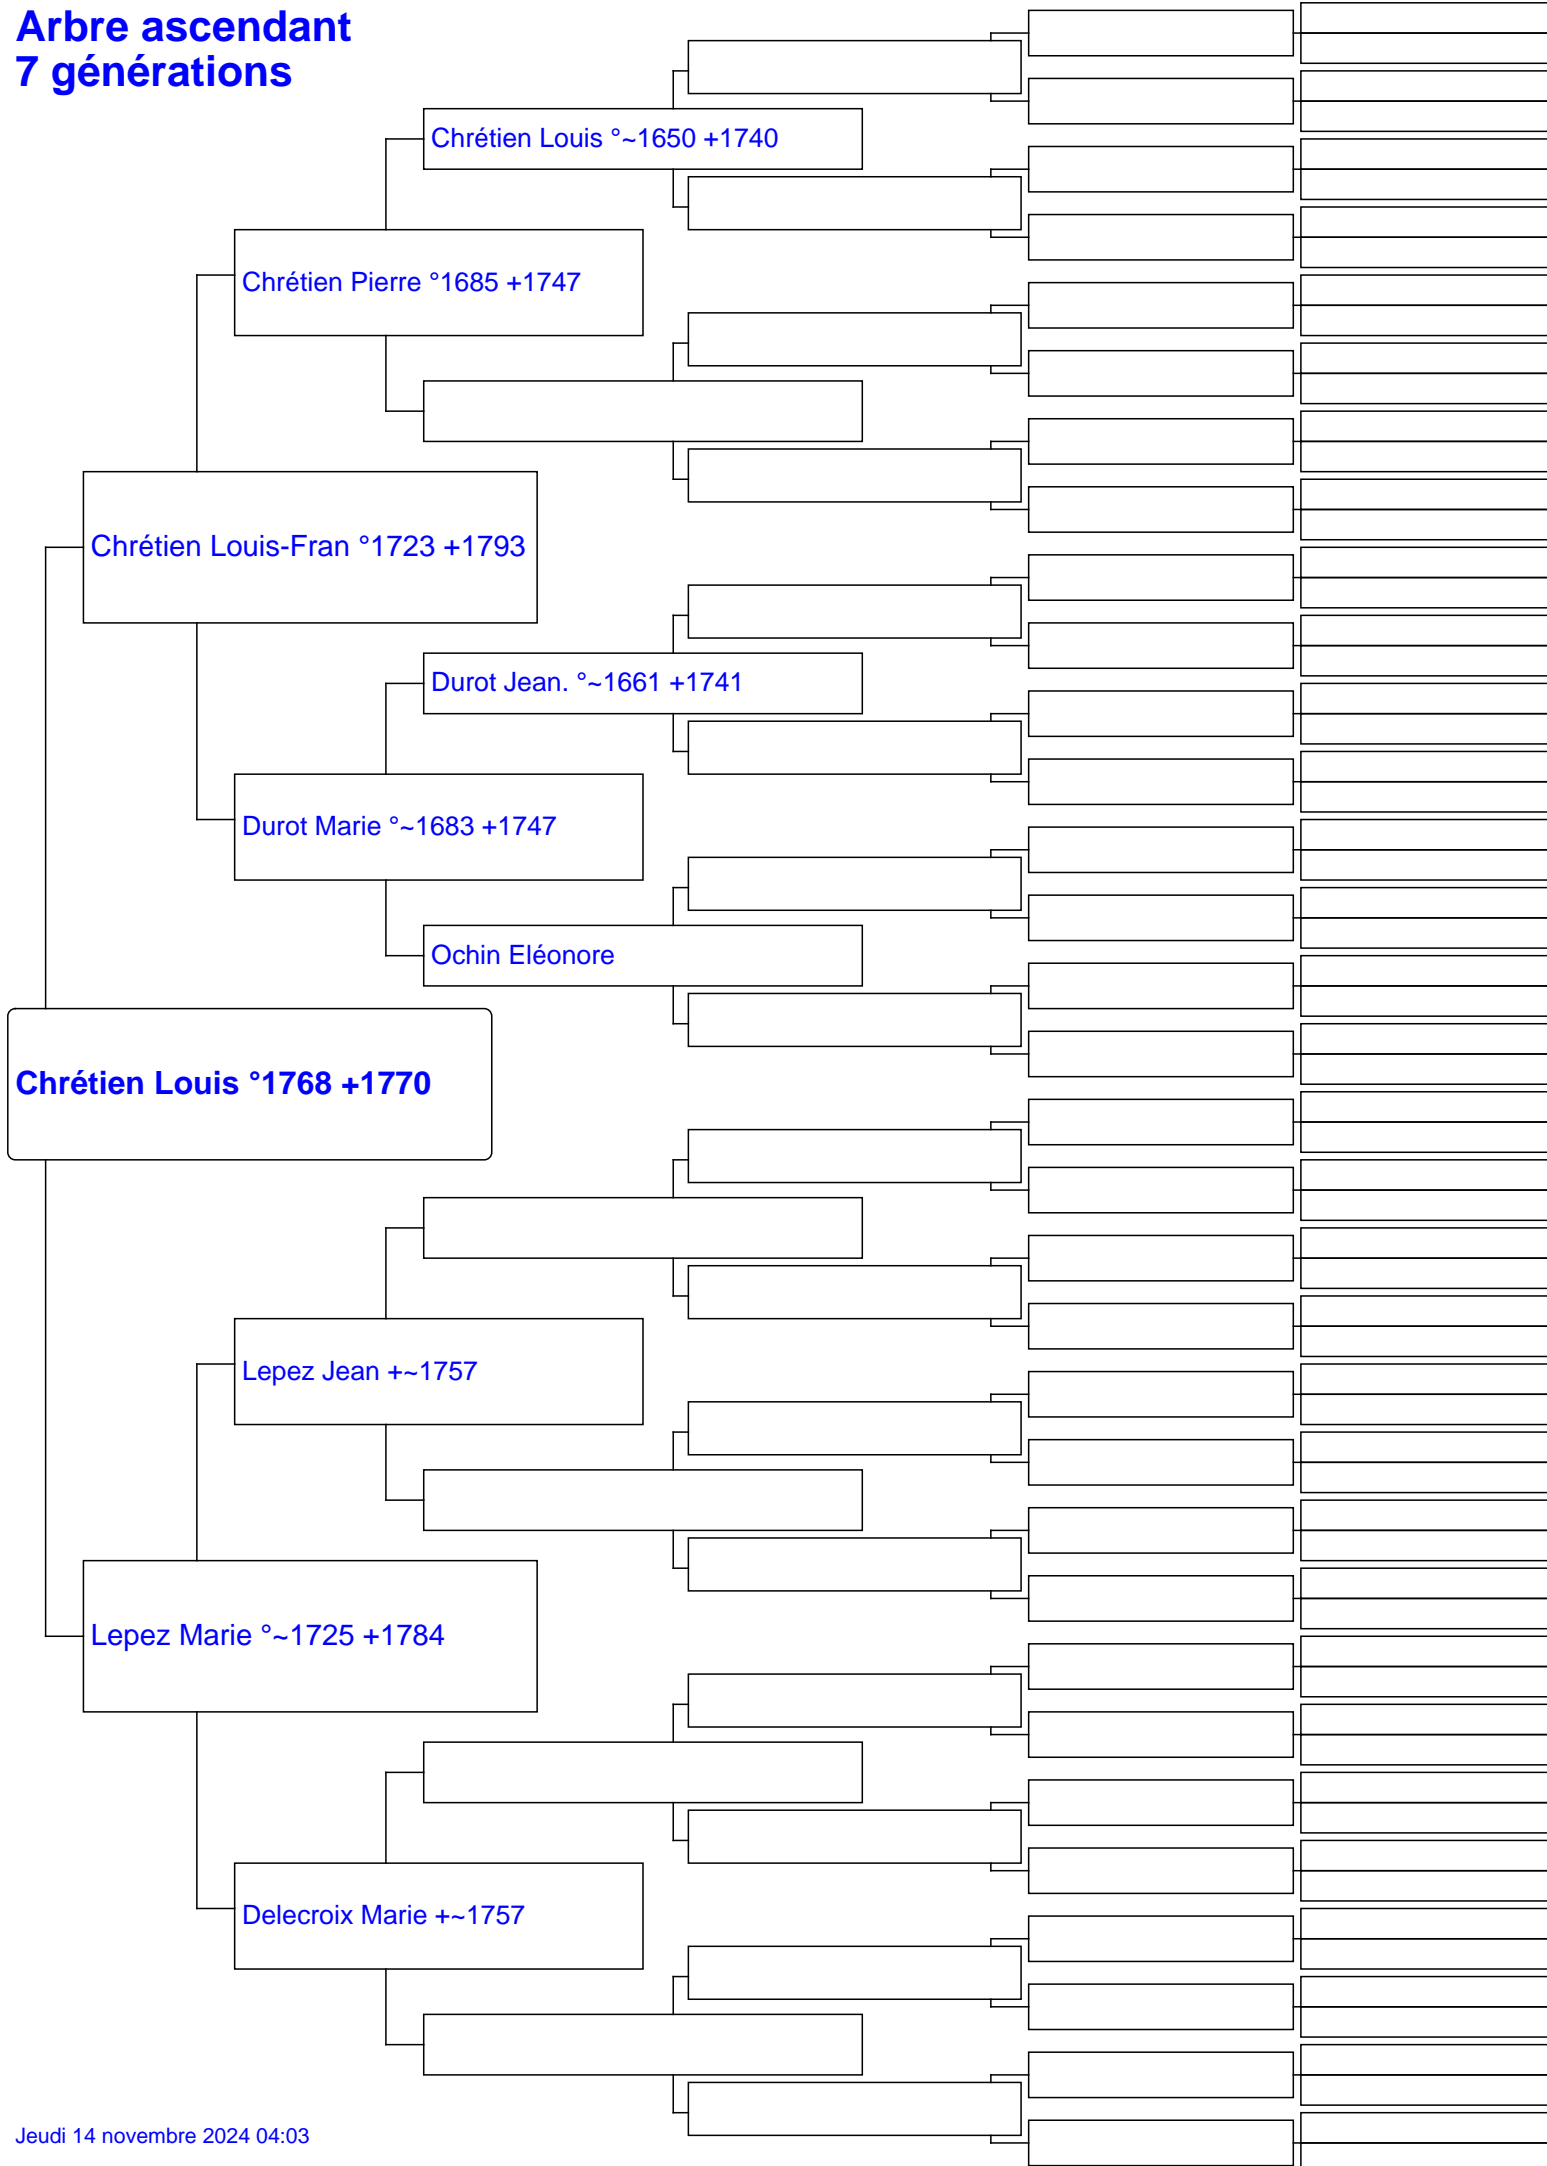 Arbre ascendant
7 générations
Chrétien Louis °~1650 +1740
Chrétien Pierre °1685 +1747
Chrétien Louis-Fran °1723 +1793
Durot Jean. °~1661 +1741
Durot Marie °~1683 +1747
Ochin Eléonore
Chrétien Louis °1768 +1770
Lepez Jean +~1757
Lepez Marie °~1725 +1784
Delecroix Marie +~1757
Jeudi 14 novembre 2024 04:03